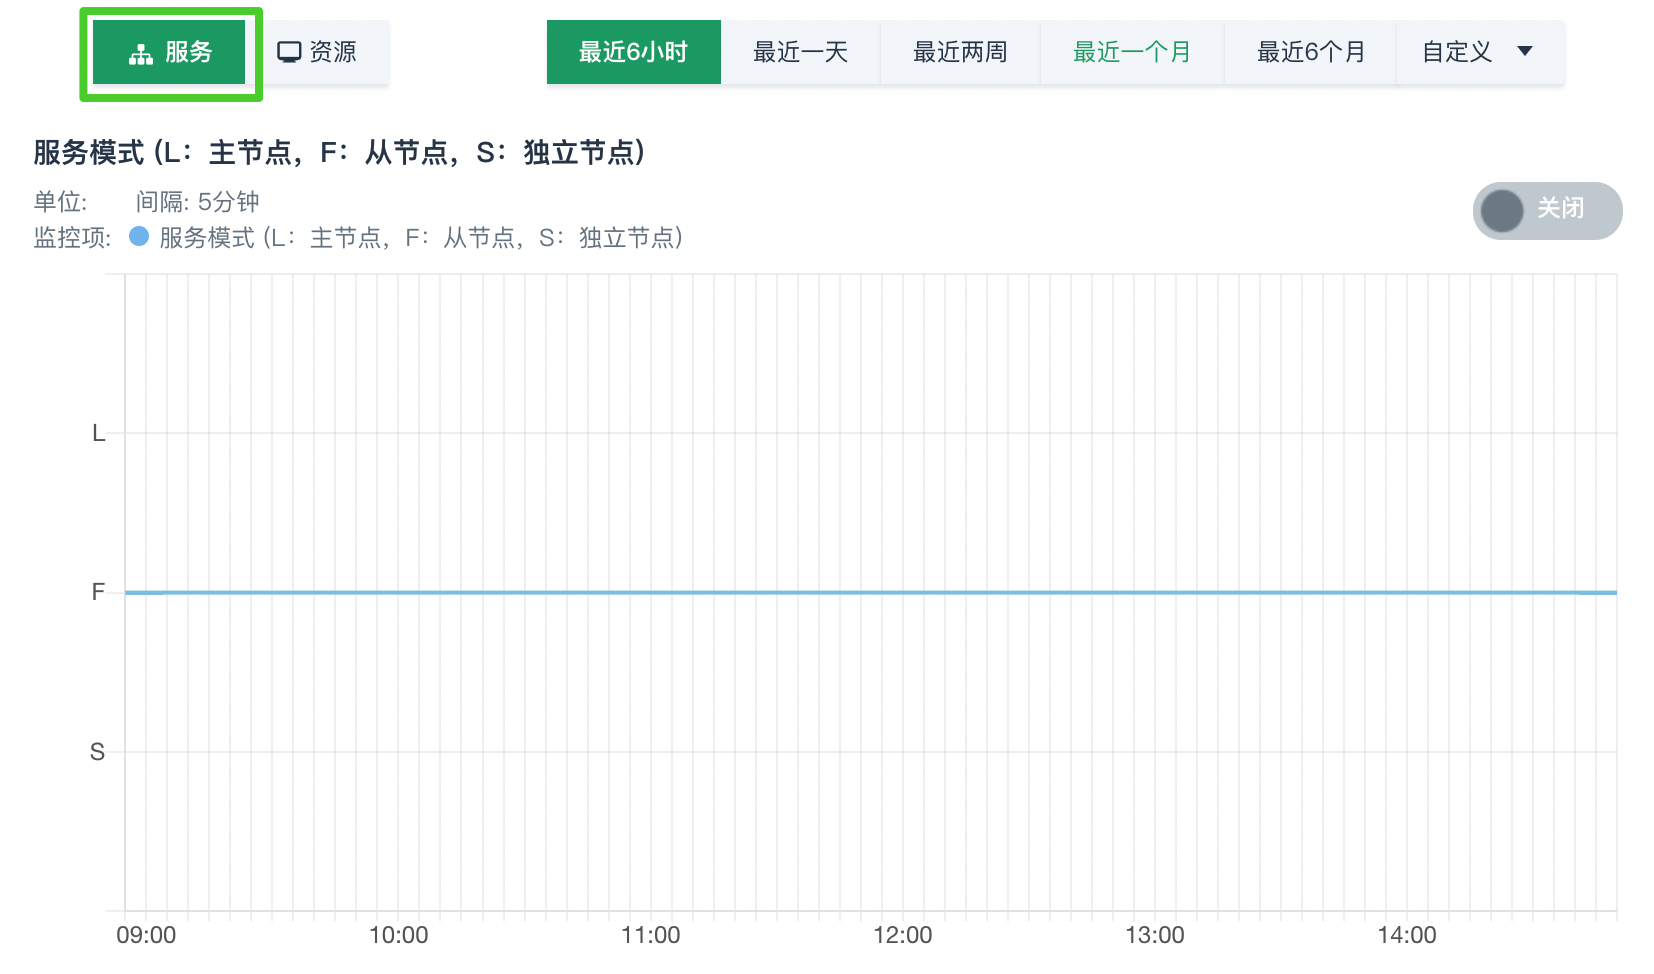 服务 资源 最近6小时 最近一天 最近两周 最近一个月 最近6个月 自定义
服务模式 (L：主节点，F：从节点，S：独立节点)
单位: 间隔: 5分钟
关闭
监控项: 服务模式 (L：主节点，F：从节点，S：独立节点)
L
F
S
09:00 10:00 11:00 12:00 13:00 14:00